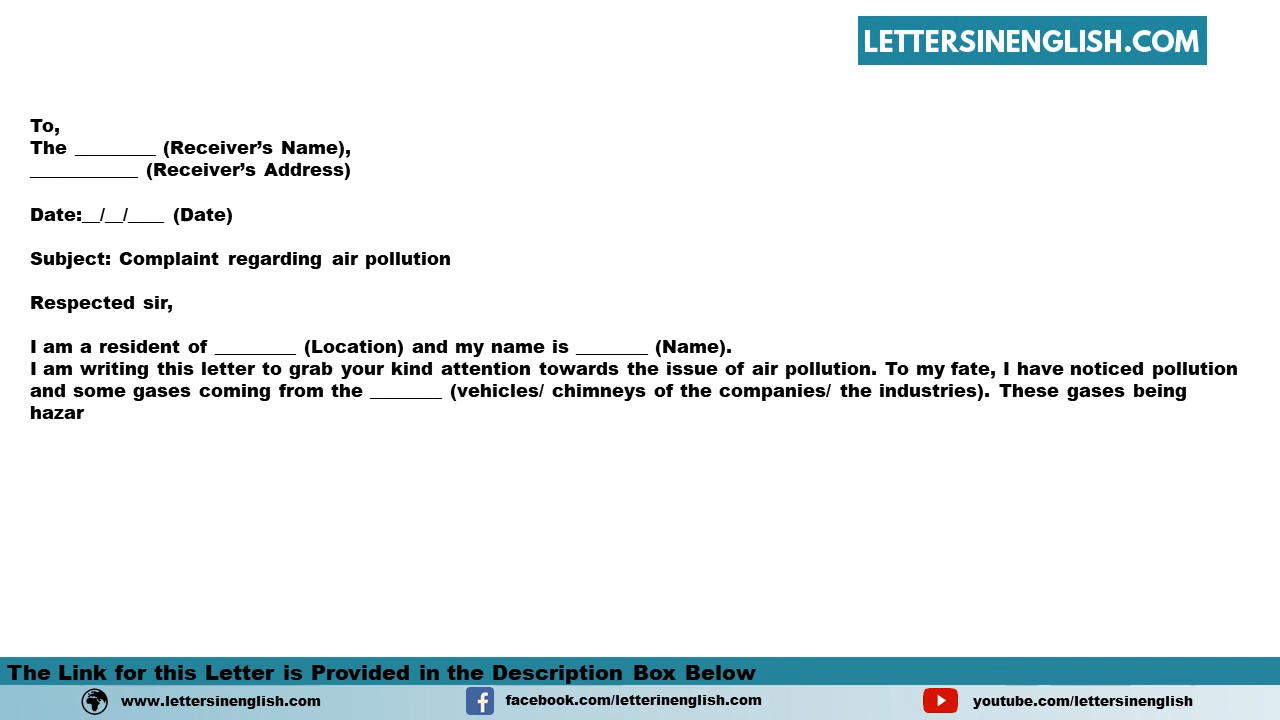 LETTERSINENGLISH.COM
To,
The _________ (Receiver’s Name),
____________ (Receiver’s Address)
Date:__/__/____ (Date)
Subject: Complaint regarding air pollution
Respected sir,
I am a resident of _________ (Location) and my name is ________ (Name).
I am writing this letter to grab your kind attention towards the issue of air pollution. To my fate, I have noticed pollution
and some gases coming from the ________ (vehicles/ chimneys of the companies/ the industries). These gases being
hazar
The Link for this Letter is Provided in the Description Box Below
www.lettersinenglish.com facebook.com/letterinenglish.com youtube.com/lettersinenglish